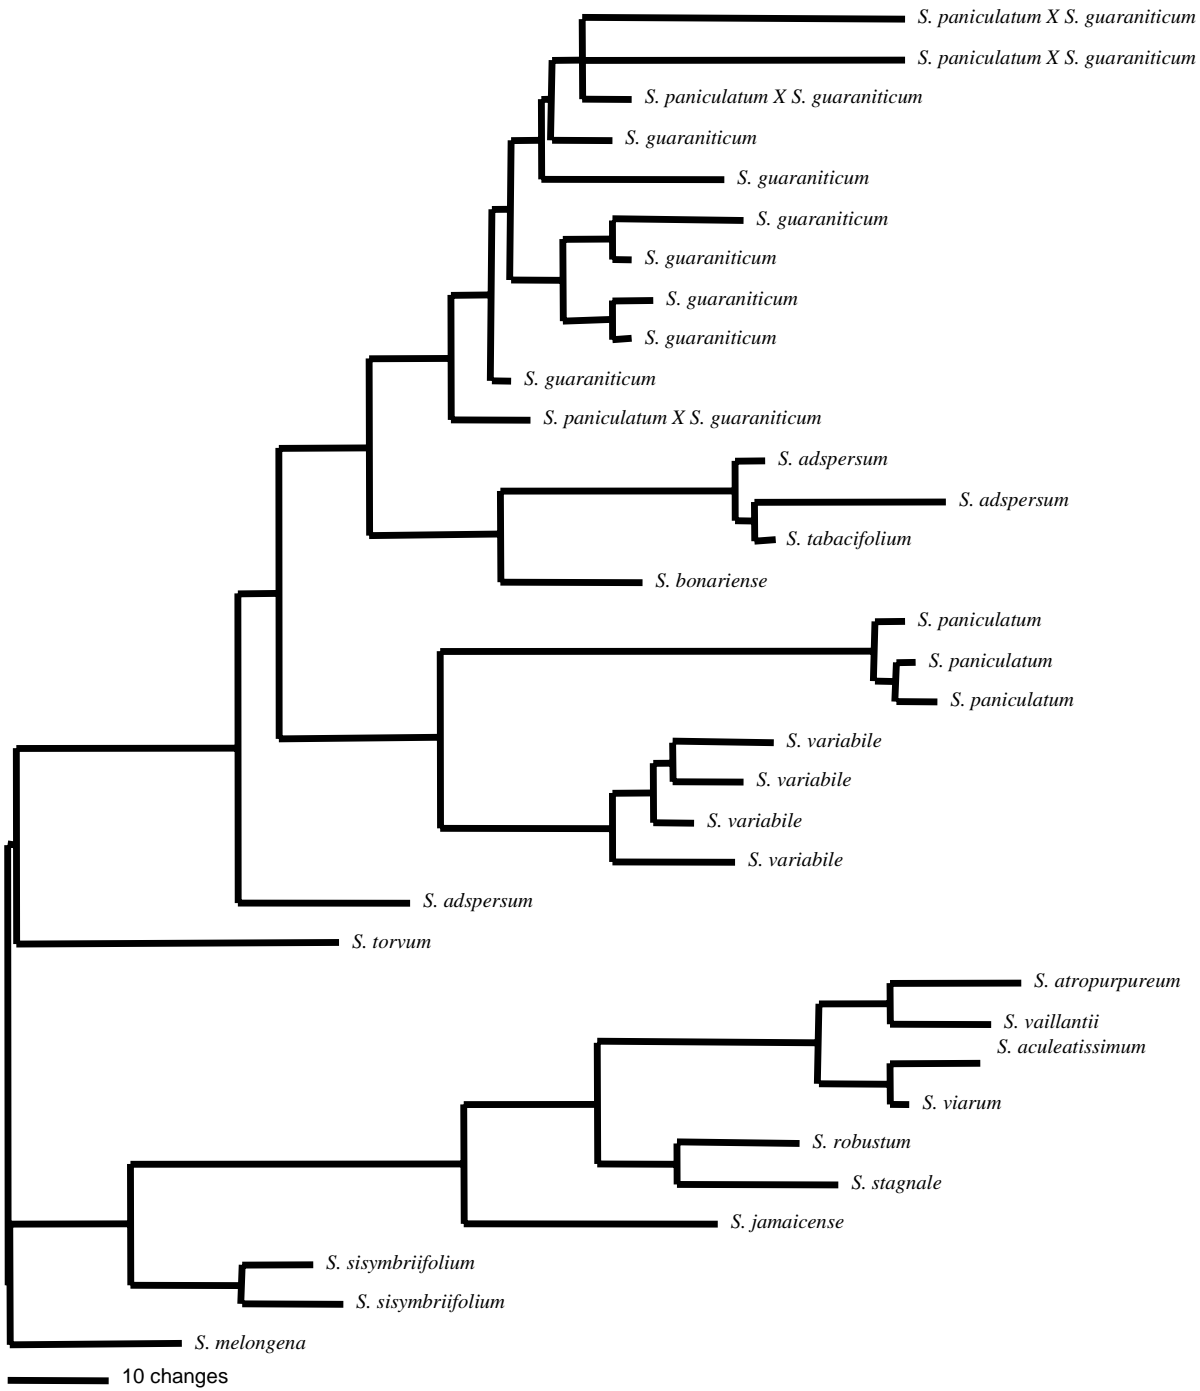 S. paniculatum X S. guaraniticum
S. paniculatum X S. guaraniticum
S. paniculatum X S. guaraniticum
S. guaraniticum
S. guaraniticum
S. guaraniticum
S. guaraniticum
S. guaraniticum
S. guaraniticum
S. guaraniticum
S. paniculatum X S. guaraniticum
S. adspersum
S. adspersum
S. tabacifolium
S. bonariense
S. paniculatum
S. paniculatum
S. paniculatum
S. variabile
S. variabile
S. variabile
S. variabile
S. adspersum
S. torvum
S. atropurpureum
S. vaillantii
S. aculeatissimum
S. viarum
S. robustum
S. stagnale
S. jamaicense
S. sisymbriifolium
S. sisymbriifolium
S. melongena
10 changes